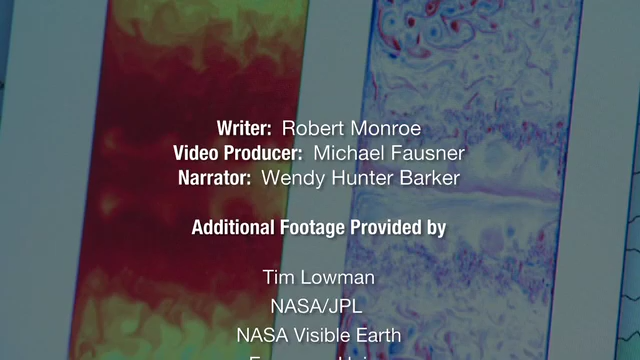 Writer: Robert Monroe
Video Producer: Michael Fausner
Narrator: Wendy Hunter Barker
Additional Footage Provided by
Tim Lowman
NASA/JPL
NASA Visible Earth